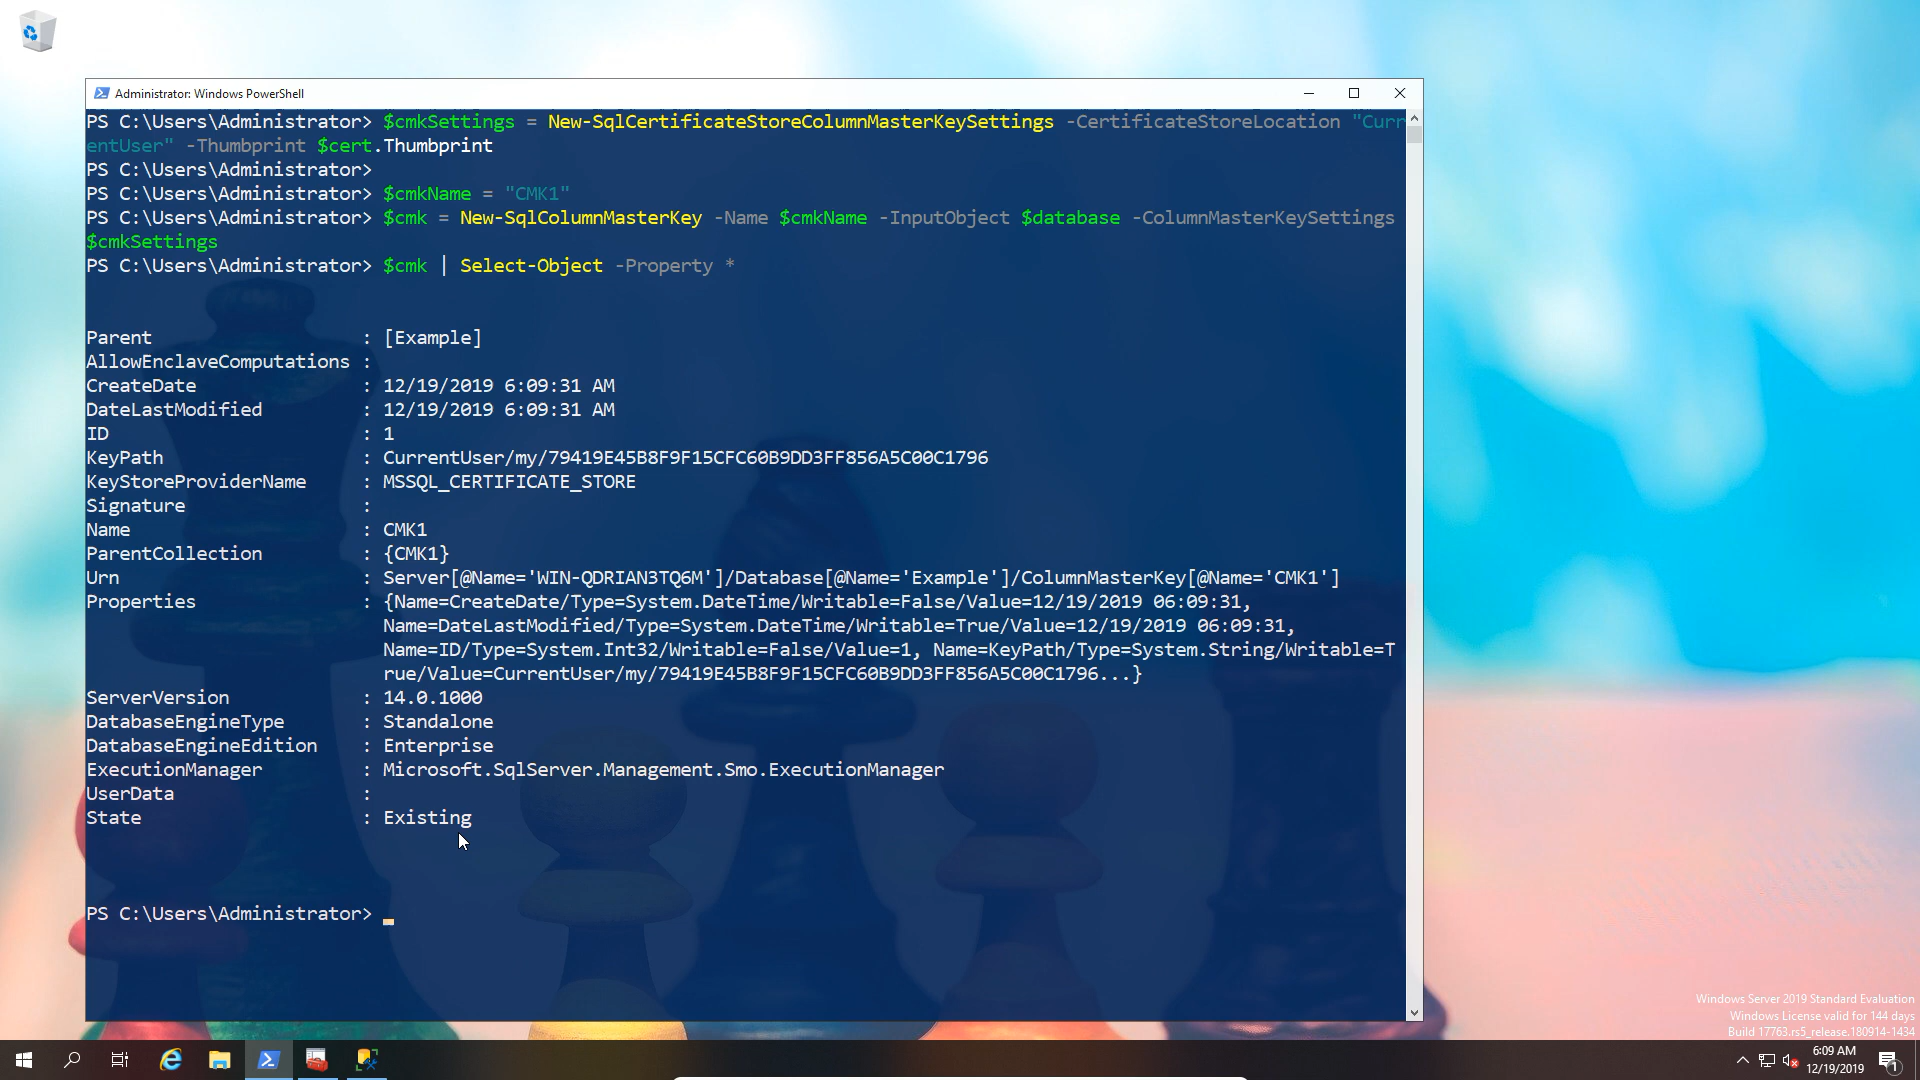 Administrator: Windows PowerShell
PS C:\Users\Administrator> $cmkSettings = New-SqlCertificateStoreColumnMasterKeySettings -CertificateStoreLocation "Curr
entUser" -Thumbprint $cert.Thumbprint
PS C:\Users\Administrator>
PS C:\Users\Administrator> $cmkName = "CMK1"
PS C:\Users\Administrator> $cmk = New-SqlColumnMasterKey -Name $cmkName -InputObject $database -ColumnMasterKeySettings
$cmkSettings
PS C:\Users\Administrator> $cmk | Select-Object -Property *
Parent                   : [Example]
AllowEnclaveComputations :
CreateDate               : 12/19/2019 6:09:31 AM
DateLastModified         : 12/19/2019 6:09:31 AM
ID                       : 1
KeyPath                  : CurrentUser/my/79419E45B8F9F15CFC60B9DD3FF856A5C00C1796
KeyStoreProviderName     : MSSQL_CERTIFICATE_STORE
Signature                :
Name                     : CMK1
ParentCollection         : {CMK1}
Urn                      : Server[@Name='WIN-QDRIAN3TQ6M']/Database[@Name='Example']/ColumnMasterKey[@Name='CMK1']
Properties               : {Name=CreateDate/Type=System.DateTime/Writable=False/Value=12/19/2019 06:09:31,
                           Name=DateLastModified/Type=System.DateTime/Writable=True/Value=12/19/2019 06:09:31,
                           Name=ID/Type=System.Int32/Writable=False/Value=1, Name=KeyPath/Type=System.String/Writable=T
                           rue/Value=CurrentUser/my/79419E45B8F9F15CFC60B9DD3FF856A5C00C1796...}
ServerVersion            : 14.0.1000
DatabaseEngineType       : Standalone
DatabaseEngineEdition    : Enterprise
ExecutionManager         : Microsoft.SqlServer.Management.Smo.ExecutionManager
UserData                 :
State                    : Existing
PS C:\Users\Administrator>
Windows Server 2019 Standard Evaluation
Windows License valid for 144 days
Build 17763.rs5_release.180914-1434
6:09 AM
12/19/2019
1